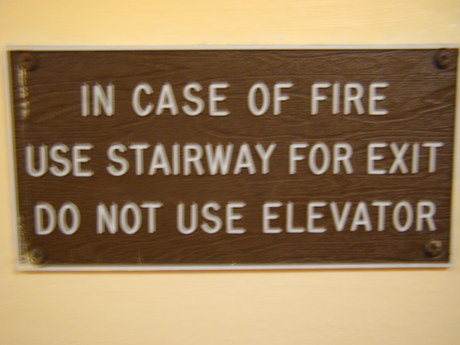 IN CASE OF FIRE
USE STAIRWAY FOR EXIT
DO NOT USE ELEVATOR